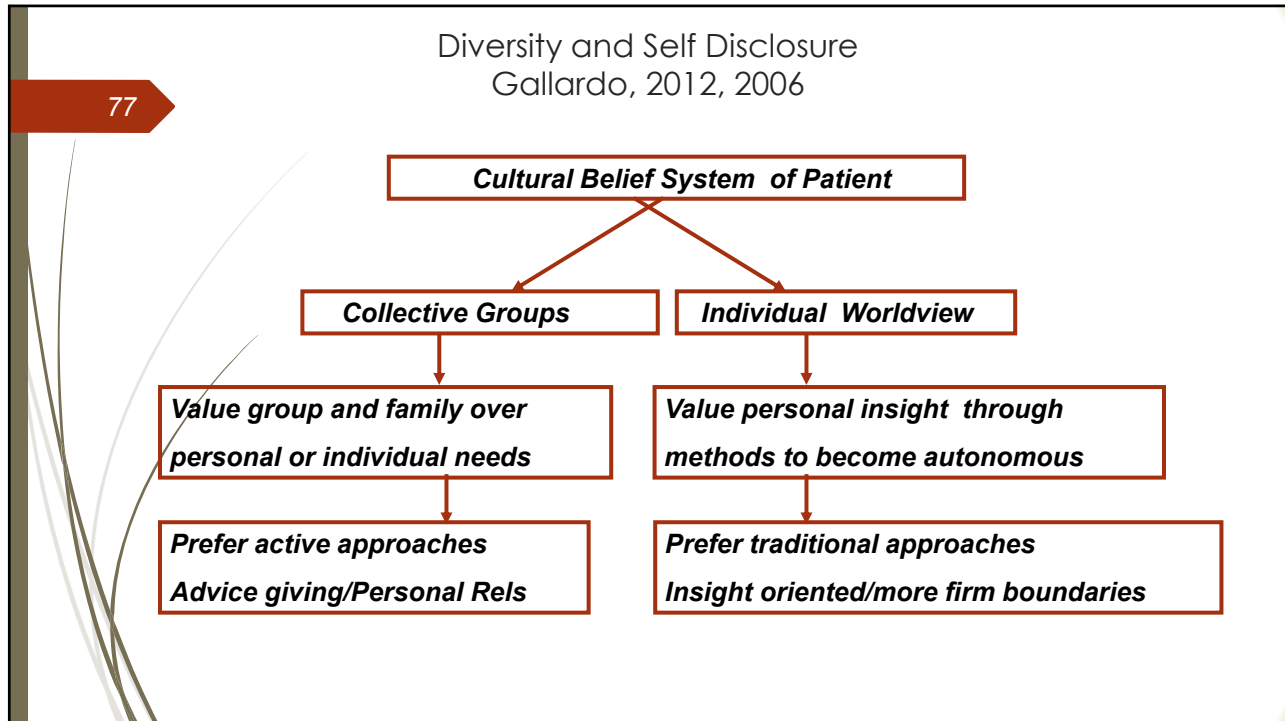 Diversity and Self Disclosure
Gallardo, 2012, 2006
77
Cultural Belief System of Patient
Collective Groups
Individual Worldview
Value group and family over
personal or individual needs
Value personal insight through
methods to become autonomous
Prefer active approaches
Advice giving/Personal Rels
Prefer traditional approaches
Insight oriented/more firm boundaries